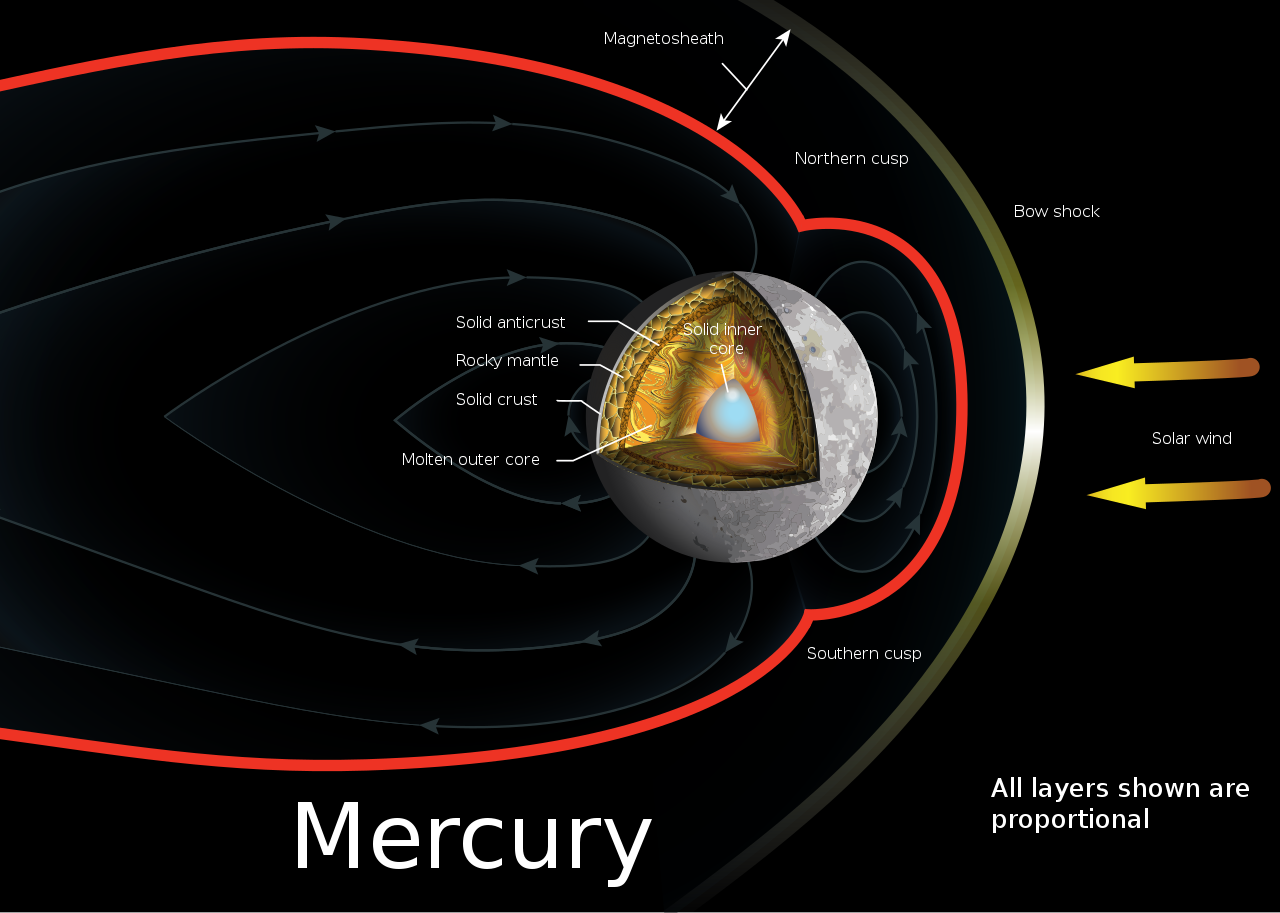 Magnetosheath
Northern cusp
Bow shock
Solid anticrust
Solid inner
core
Rocky mantle
Solid crust
Solar wind
Molten outer core
Southern cusp
All layers shown are
proportional
Mercury